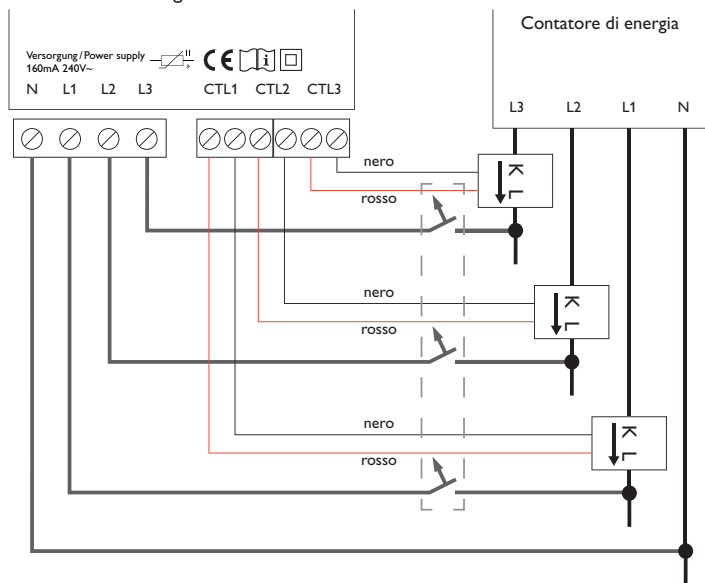 Contatore di energia
Versorgung / Power supply
160mA 240V~
CE i
N L1 L2 L3 CTL1 CTL2 CTL3
L3 L2 L1 N
nero
rosso
K L
nero
rosso
K L
nero
rosso
K L